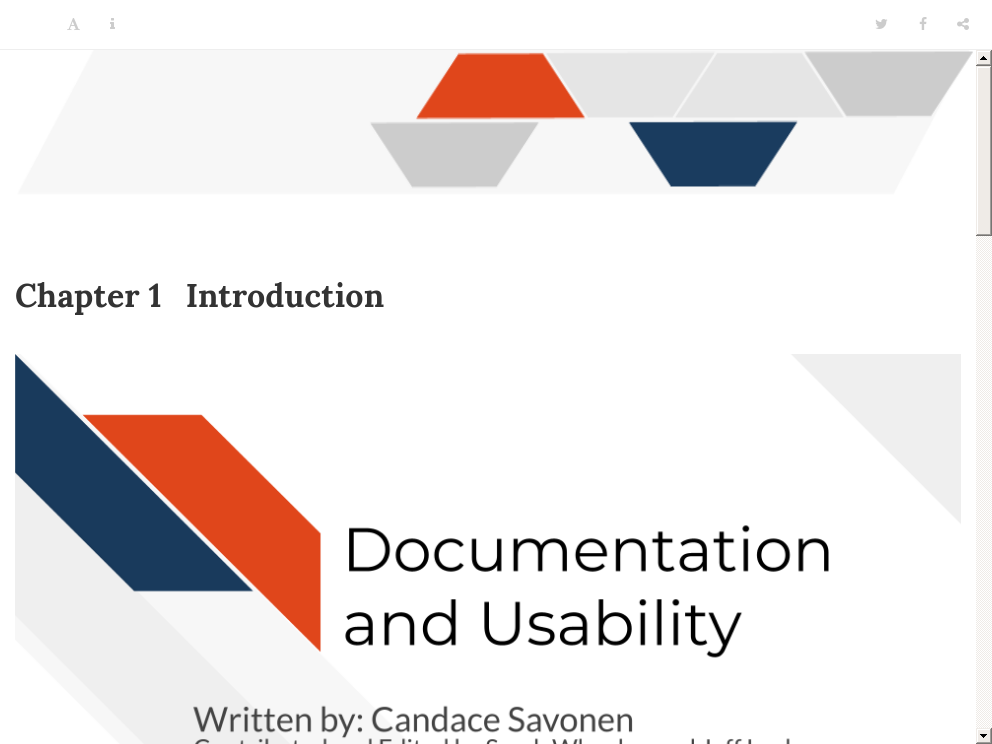 Chapter 1 Introduction
Documentation
and Usability
Written by: Candace Savonen